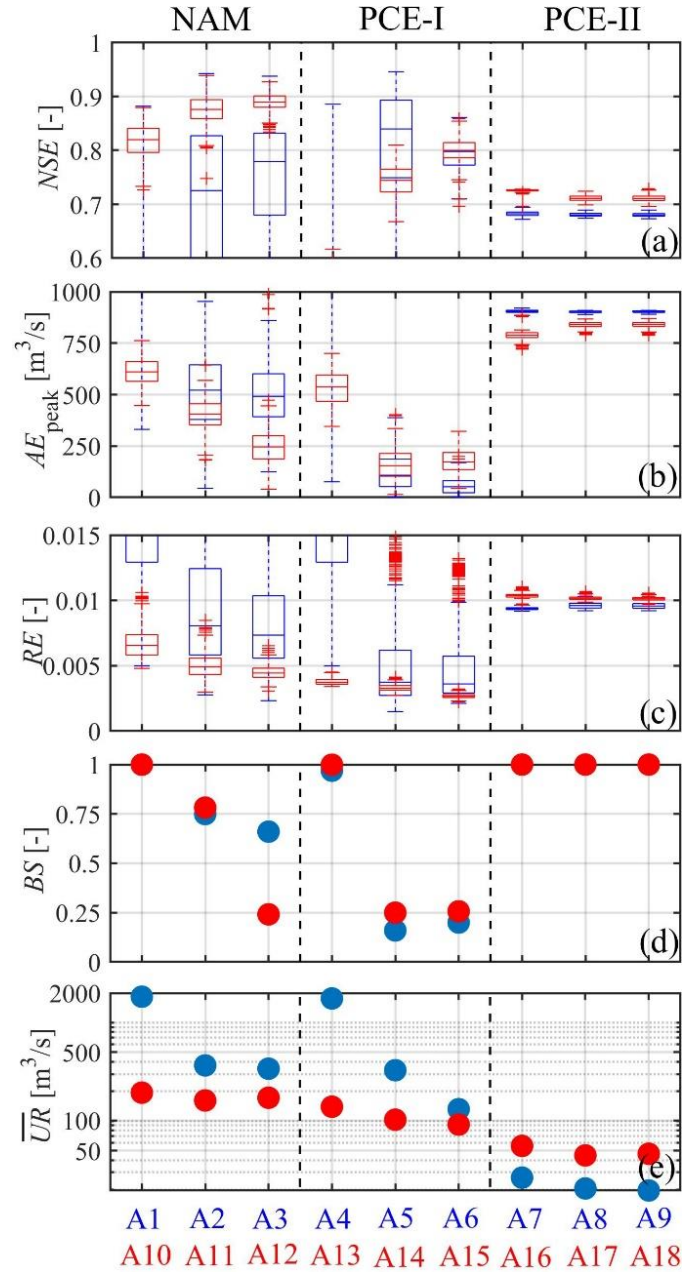 NAM PCE-I PCE-II
1
0.9
0.8
0.7
0.6
NSE [-]
(a)
1000
750
500
250
0
AE_peak [m³/s]
(b)
0.015
0.01
0.005
0
RE [-]
(c)
1
0.75
0.5
0.25
0
BS [-]
(d)
2000
500
100
50
UR [m³/s]
(e)
A1 A2 A3 A4 A5 A6 A7 A8 A9
A10 A11 A12 A13 A14 A15 A16 A17 A18